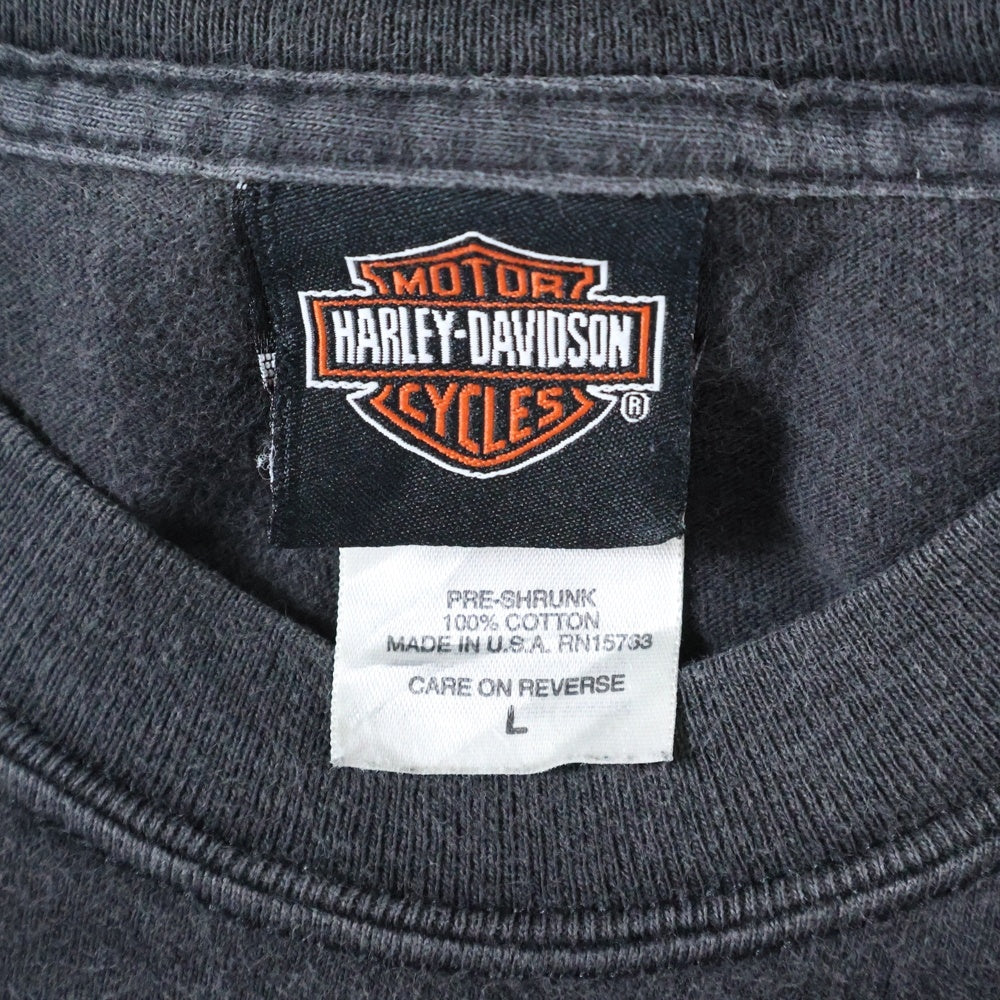 MOTOR
HARLEY-DAVIDSON
CYCLES
®
PRE-SHRUNK
100% COTTON
MADE IN U.S.A. RN15763
CARE ON REVERSE
L